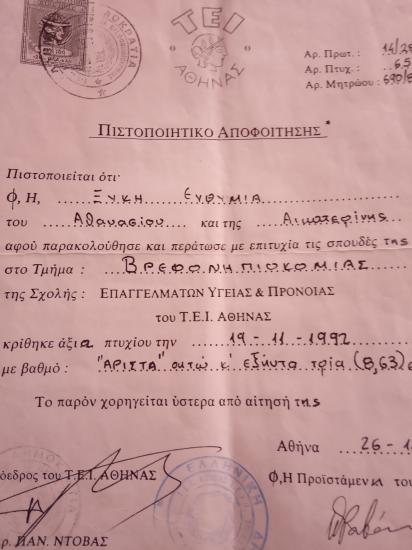 ΤΕΙ
ΑΘΗΝΑΣ
Αρ. Πρωτ. :
Αρ. Πτυχ. :
Αρ. Μητρώου :
ΠΙΣΤΟΠΟΙΗΤΙΚΟ ΑΠΟΦΟΙΤΗΣΗΣ *
Πιστοποιείται ότι·
Ο, Η, Ξυκη Ευθυμια
του Αθανασίου και της Αικατερίνης
αφού παρακολούθησε και περάτωσε με επιτυχία τις σπουδές της
στο Τμήμα : ΒΡΕΦΟΝΗΠΙΟΚΟΜΙΑΣ
της Σχολής : ΕΠΑΓΓΕΛΜΑΤΩΝ ΥΓΕΙΑΣ & ΠΡΟΝΟΙΑΣ
του Τ.Ε.Ι. ΑΘΗΝΑΣ
κρίθηκε άξια πτυχίου την 19-11-1992
με βαθμό : "ΑΡΙΣΤΑ" οκτώ κ' εξήντα τρία (8,63)
Το παρόν χορηγείται ύστερα από αίτησή της
Αθήνα 26-1
του Τ.Ε.Ι. ΑΘΗΝΑΣ
Ο,Η Προϊστάμενη του
ΠΑΝ. ΝΤΟΒΑΣ